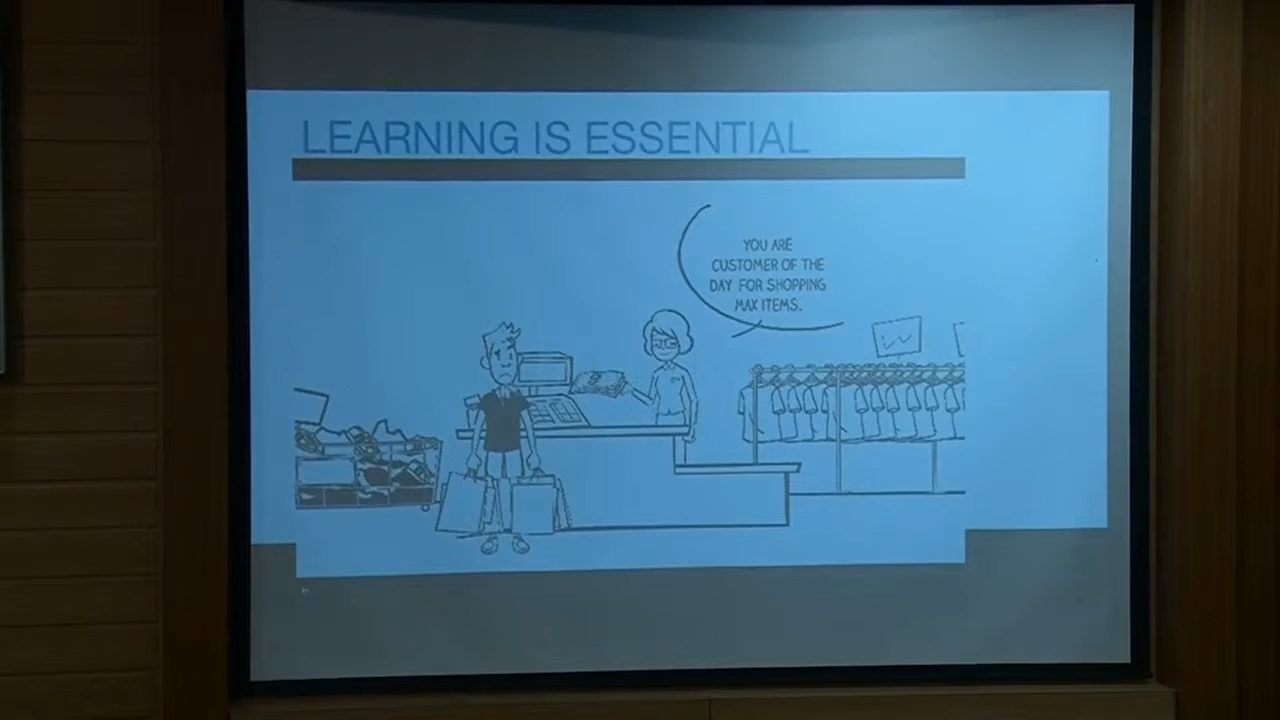 LEARNING IS ESSENTIAL
YOU ARE
CUSTOMER OF THE
DAY FOR SHOPPING
MAX ITEMS.